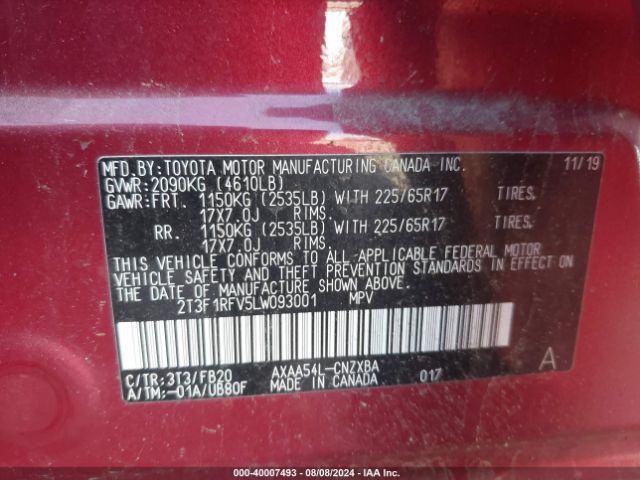 MFD.BY:TOYOTA MOTOR MANUFACTURING CANADA INC. 11/19
GVWR:2090KG (4610LB)
GAWR:FRT. 1150KG (2535LB) WITH 225/65R17 TIRES.
17X7.0J RIMS.
RR. 1150KG (2535LB) WITH 225/65R17 TIRES.
17X7.0J RIMS.
THIS VEHICLE CONFORMS TO ALL APPLICABLE FEDERAL MOTOR
VEHICLE SAFETY AND THEFT PREVENTION STANDARDS IN EFFECT ON
THE DATE OF MANUFACTURE SHOWN ABOVE.
2T3F1RFV5LW093001 MPV
C/TR:3T3/FB20 AXAA54L-CNZXBA 017 A
A/TM:-01A/UB80F MADE IN CANADA
000-40007493 - 08/08/2024 - IAA Inc.